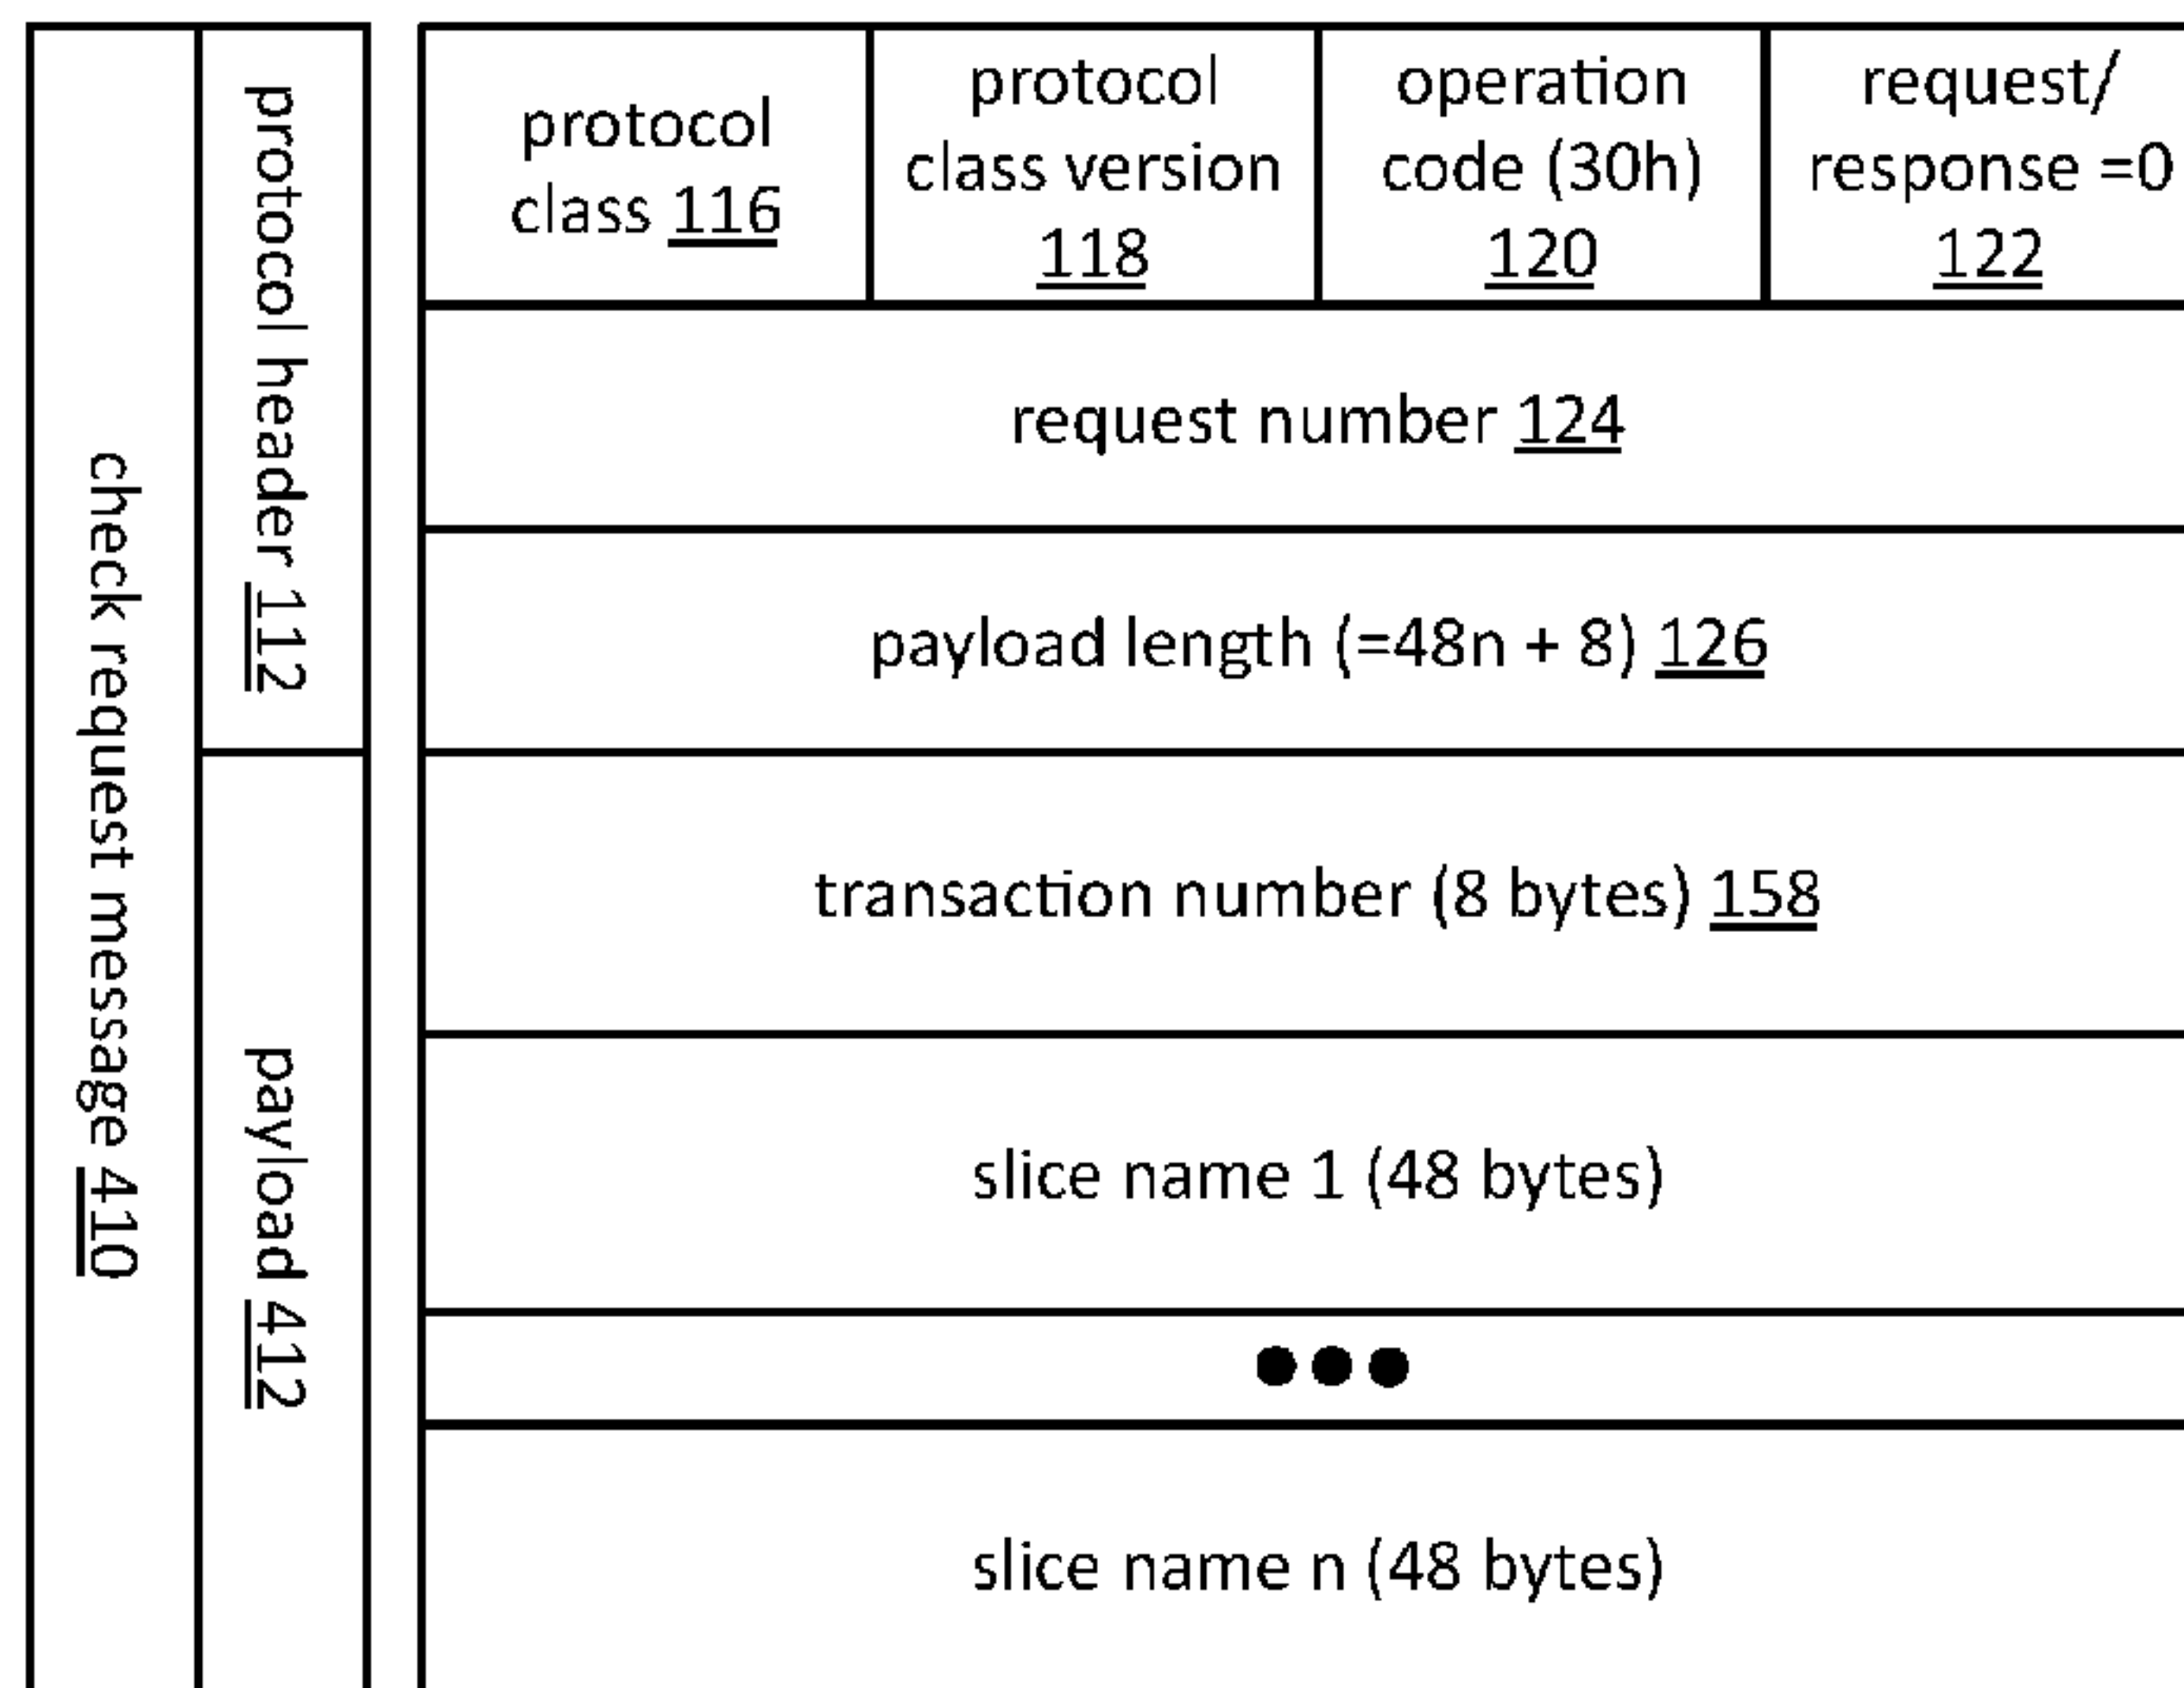 check request message 410
protocol header 112
payload 412
protocol
class 116
protocol
class version
118
operation
code (30h)
120
request/
response =0
122
request number 124
payload length (=48n + 8) 126
transaction number (8 bytes) 158
slice name 1 (48 bytes)
slice name n (48 bytes)